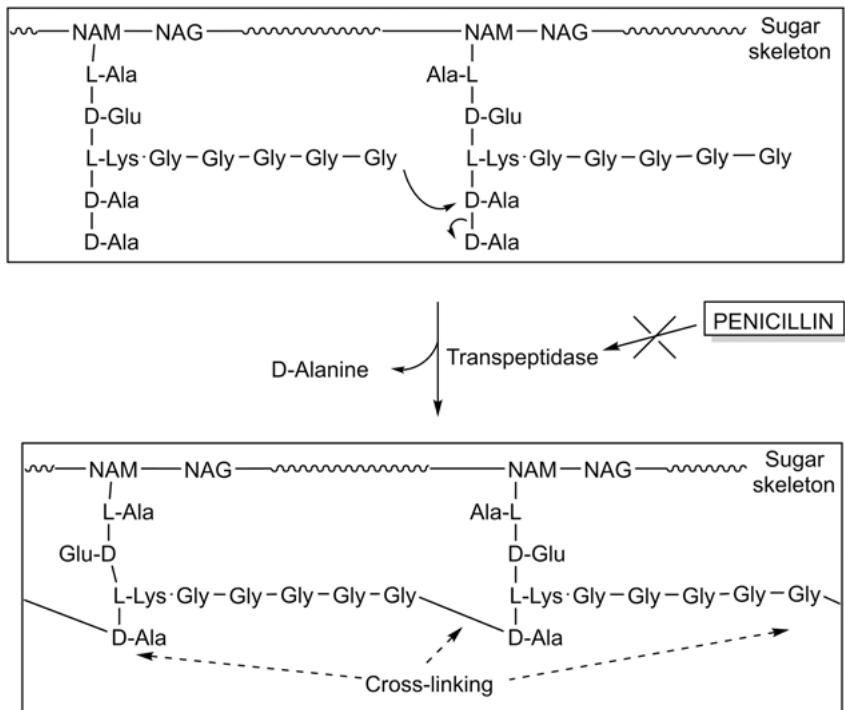 NAM NAG NAM NAG Sugar
skeleton
L-Ala Ala-L
D-Glu D-Glu
L-Lys Gly Gly Gly Gly Gly L-Lys Gly Gly Gly Gly Gly
D-Ala D-Ala
D-Ala D-Ala
PENICILLIN
D-Alanine Transpeptidase
NAM NAG NAM NAG Sugar
skeleton
L-Ala Ala-L
Glu-D D-Glu
L-Lys Gly Gly Gly Gly Gly L-Lys Gly Gly Gly Gly Gly
D-Ala D-Ala
Cross-linking